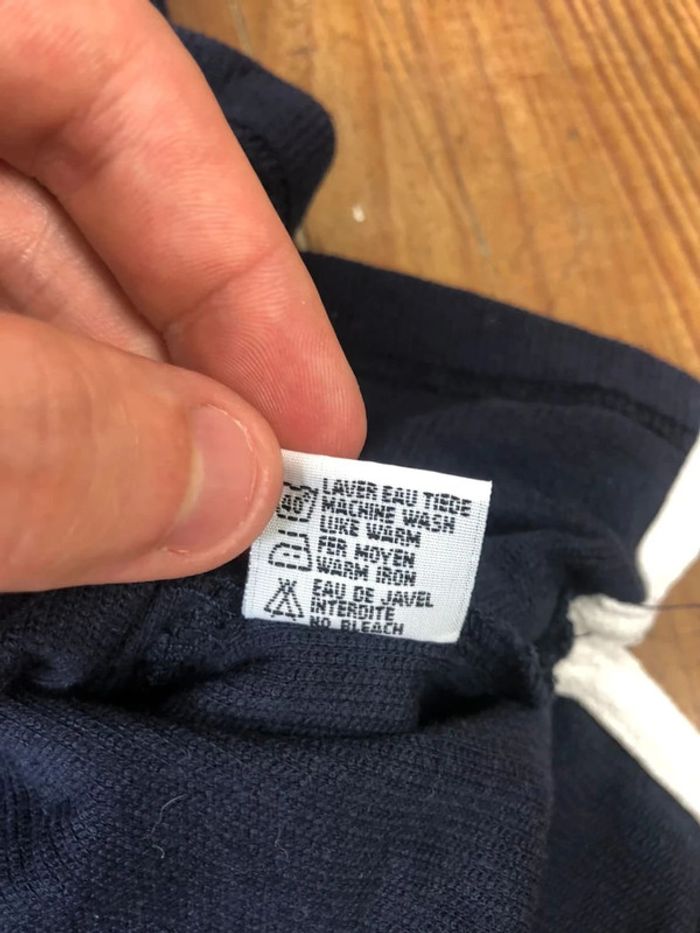 40°
LAVER EAU TIEDE
MACHINE WASH
LUKE WARM
FER MOYEN
WARM IRON
EAU DE JAVEL
INTERDITE
NO BLEACH